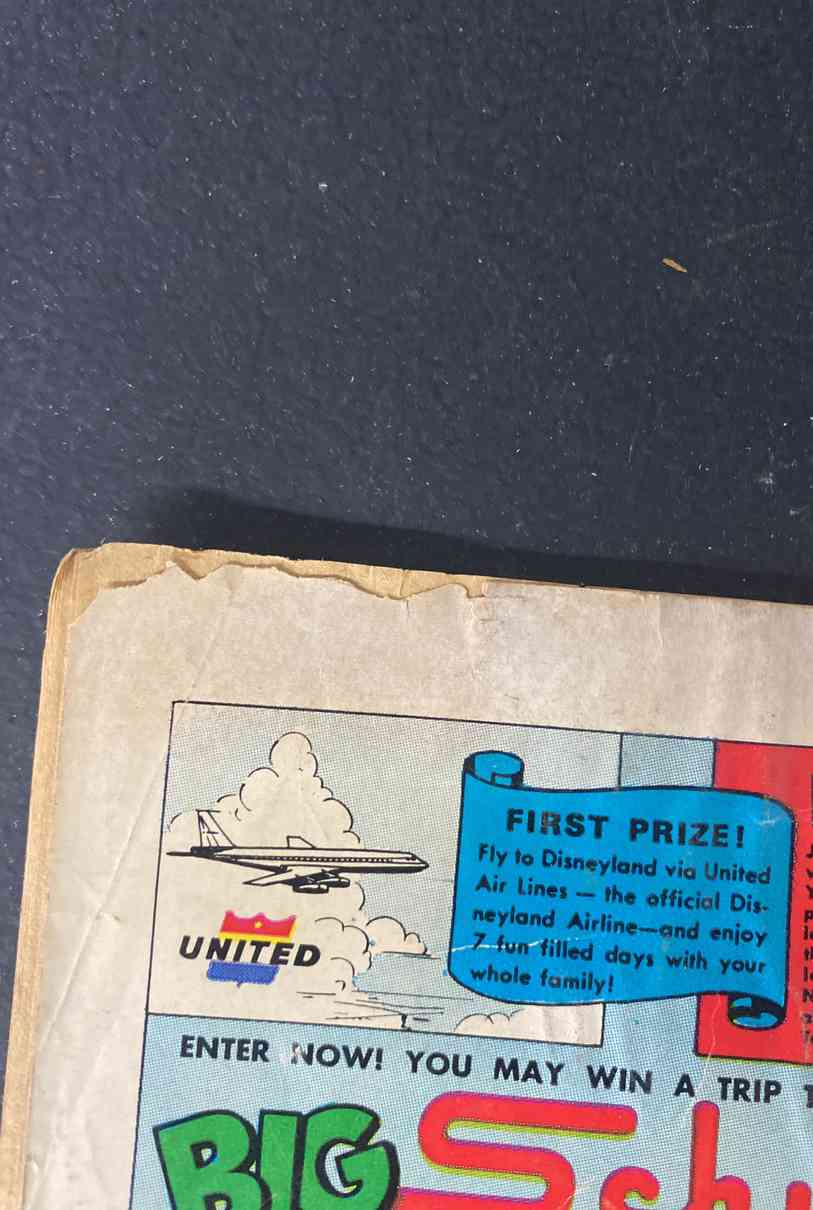 FIRST PRIZE!
Fly to Disneyland via United
Air Lines — the official Dis-
neyland Airline—and enjoy
7 fun filled days with your
whole family!
UNITED
ENTER NOW! YOU MAY WIN A TRIP
BIG